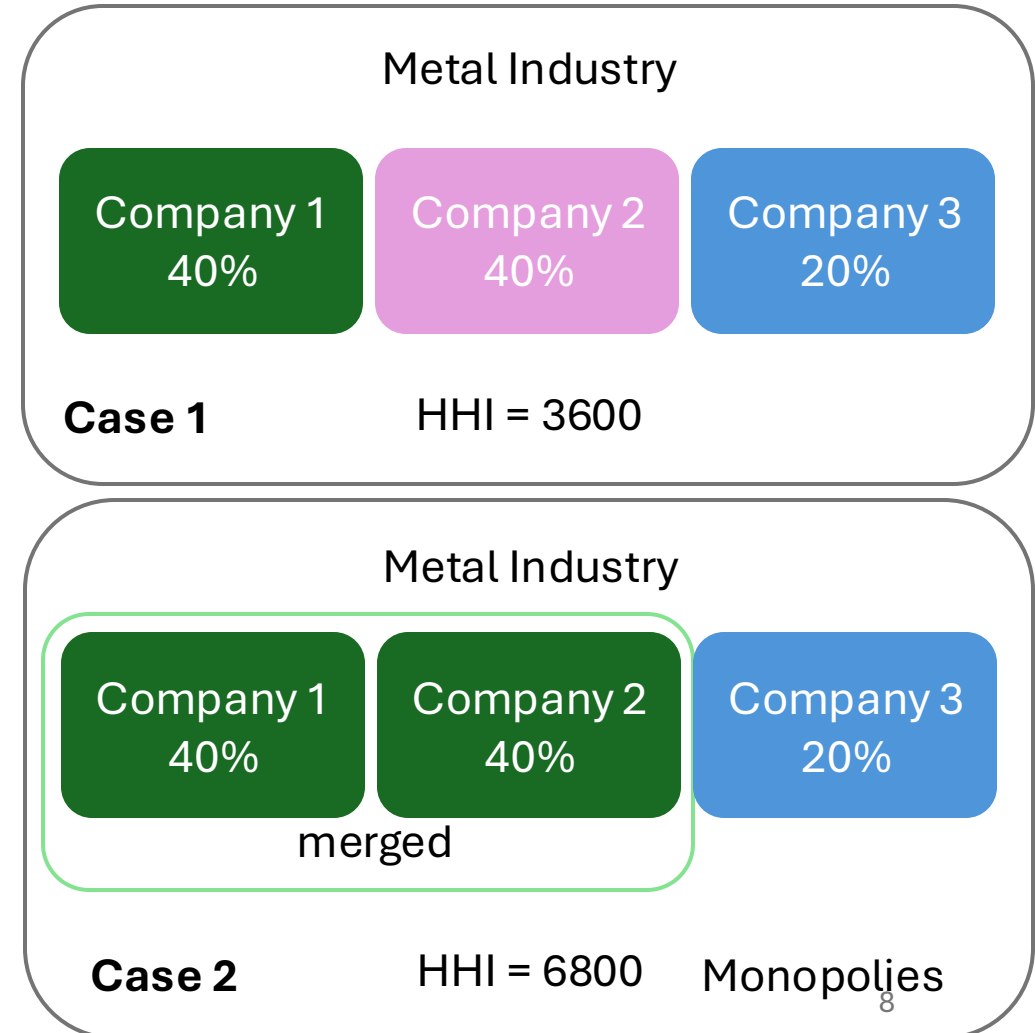 Metal Industry
Company 1
40%
Company 2
40%
Company 3
20%
Case 1
HHI = 3600
Metal Industry
Company 1
40%
Company 2
40%
Company 3
20%
merged
Case 2
HHI = 6800
Monopolies
8